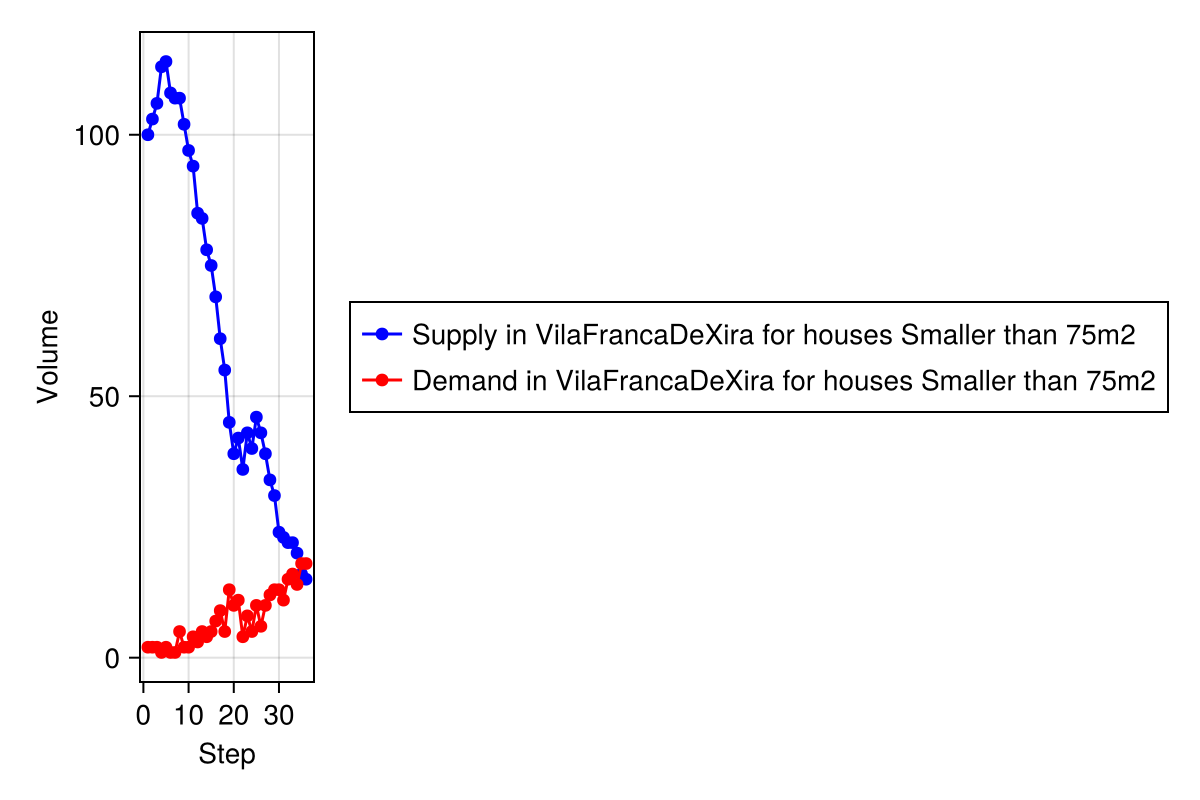 Volume
100
50
0
0 10 20 30
Step
Supply in VilaFrancaDeXira for houses Smaller than 75m2
Demand in VilaFrancaDeXira for houses Smaller than 75m2